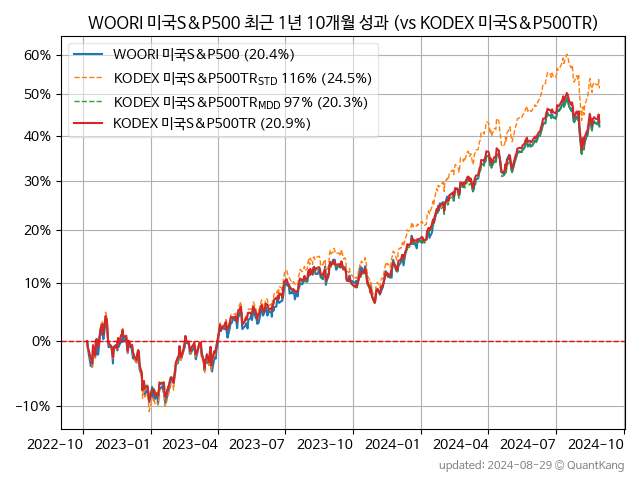 WOORI 미국S&P500 최근 1년 10개월 성과 (vs KODEX 미국S&P500TR)
WOORI 미국S&P500 (20.4%)
KODEX 미국S&P500TRSTD 116% (24.5%)
KODEX 미국S&P500TRMDD 97% (20.3%)
KODEX 미국S&P500TR (20.9%)
60%
50%
40%
30%
20%
10%
0%
−10%
2022−10 2023−01 2023−04 2023−07 2023−10 2024−01 2024−04 2024−07 2024−10
updated: 2024-08-29 © QuantKang